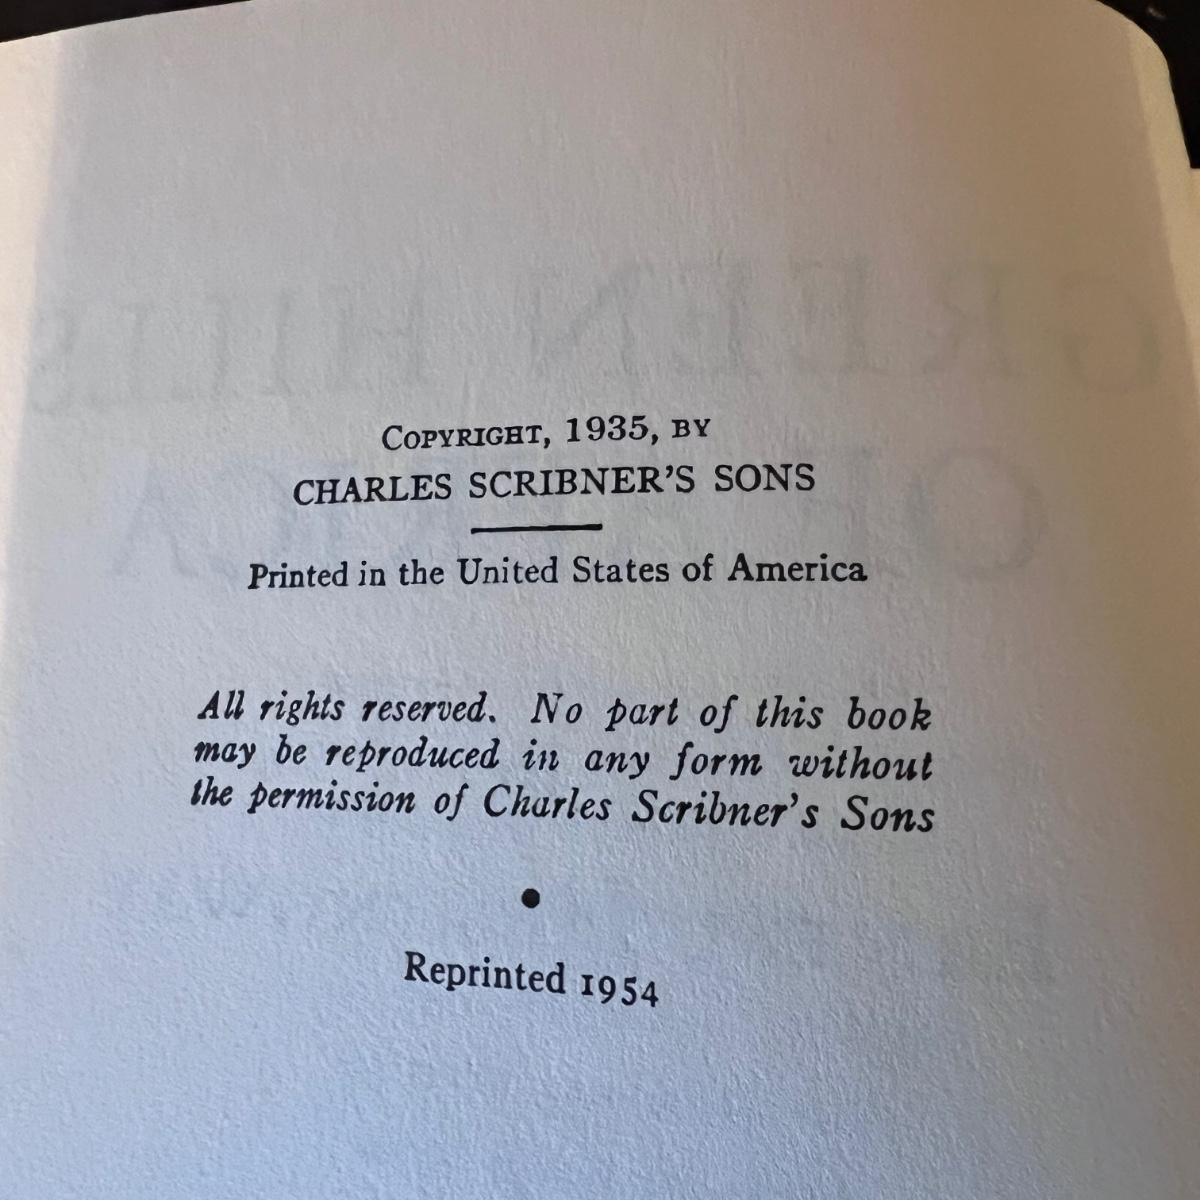 COPYRIGHT, 1935, BY
CHARLES SCRIBNER'S SONS
Printed in the United States of America
All rights reserved. No part of this book
may be reproduced in any form without
the permission of Charles Scribner's Sons
Reprinted 1954